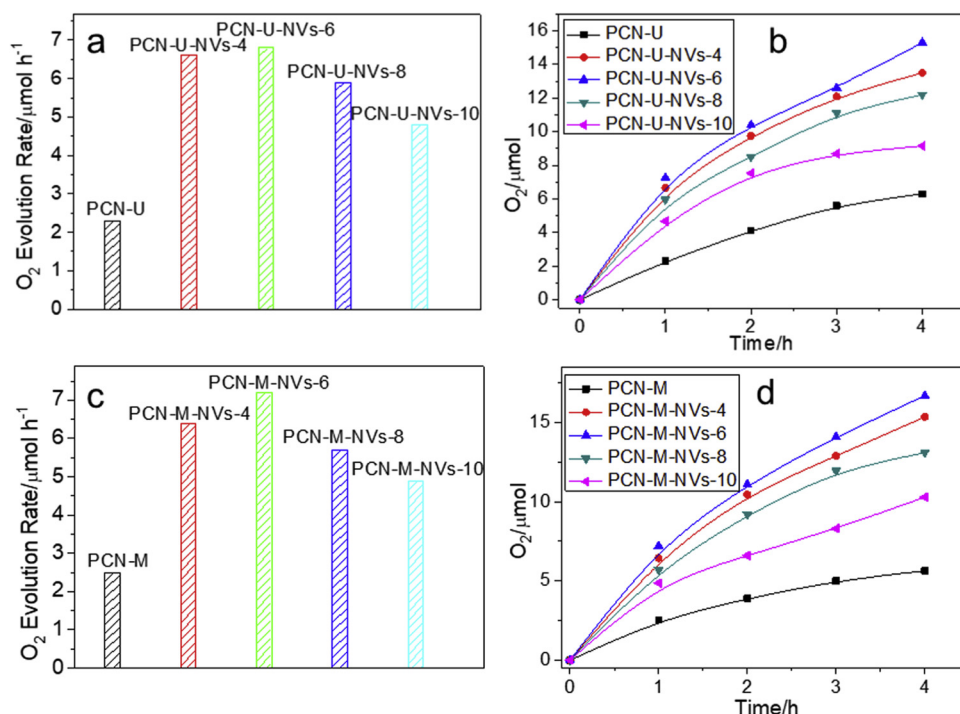 a
O2 Evolution Rate/μmol h-1
7
6
5
4
3
2
1
0
PCN-U
PCN-U-NVs-4
PCN-U-NVs-6
PCN-U-NVs-8
PCN-U-NVs-10
b
O2/μmol
16
14
12
10
8
6
4
2
0
PCN-U
PCN-U-NVs-4
PCN-U-NVs-6
PCN-U-NVs-8
PCN-U-NVs-10
0 1 2 3 4
Time/h
c
O2 Evolution Rate/μmol h-1
7
6
5
4
3
2
1
0
PCN-M
PCN-M-NVs-4
PCN-M-NVs-6
PCN-M-NVs-8
PCN-M-NVs-10
d
O2/μmol
15
10
5
0
PCN-M
PCN-M-NVs-4
PCN-M-NVs-6
PCN-M-NVs-8
PCN-M-NVs-10
0 1 2 3 4
Time/h